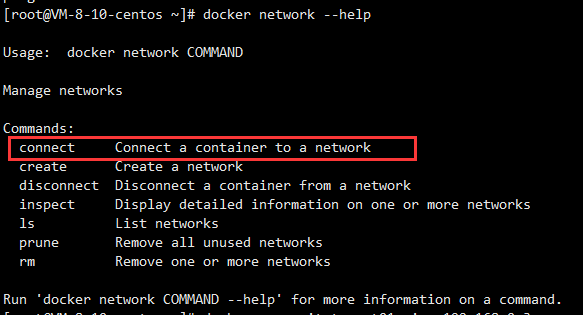 [root@VM-8-10-centos ~]# docker network --help
Usage:  docker network COMMAND
Manage networks
Commands:
  connect     Connect a container to a network
  create      Create a network
  disconnect  Disconnect a container from a network
  inspect     Display detailed information on one or more networks
  ls          List networks
  prune       Remove all unused networks
  rm          Remove one or more networks
Run 'docker network COMMAND --help' for more information on a command.